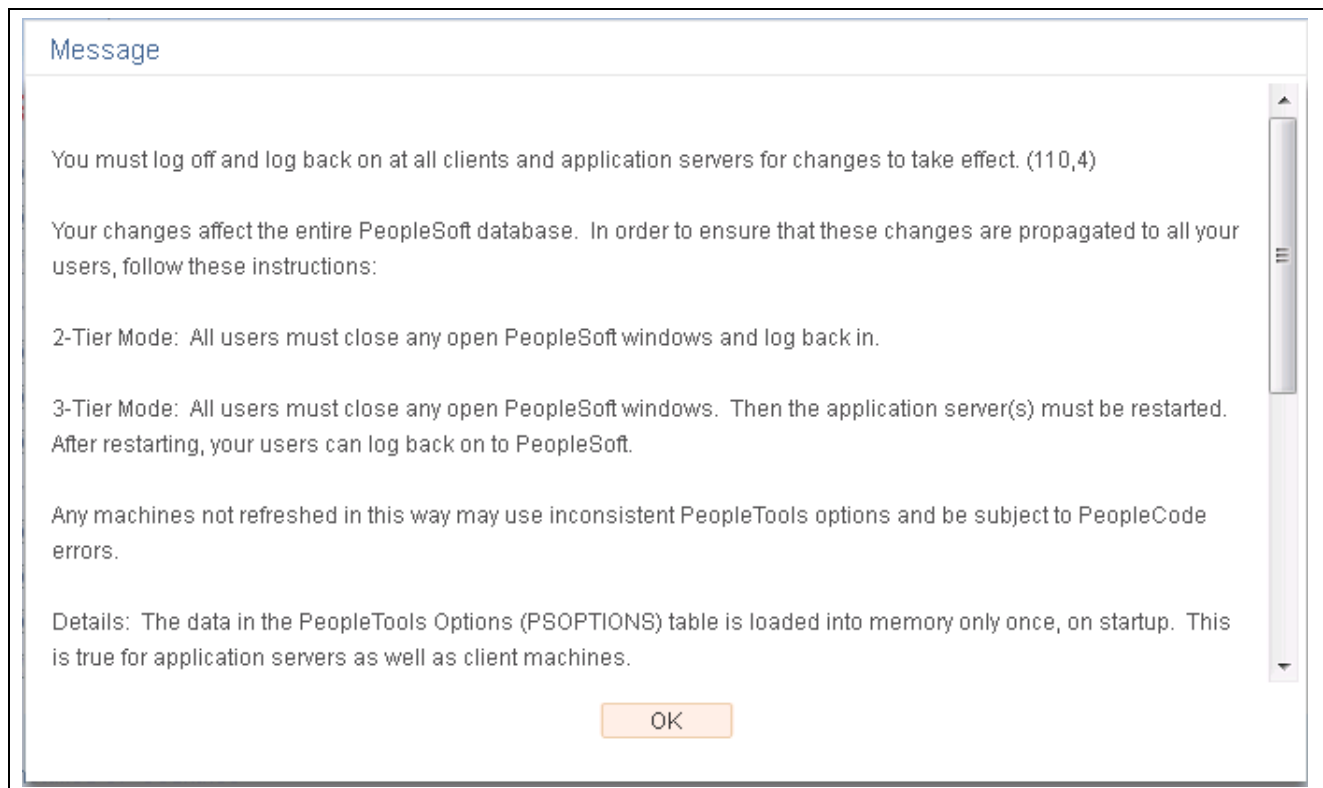 Message
You must log off and log back on at all clients and application servers for changes to take effect. (110,4)
Your changes affect the entire PeopleSoft database.  In order to ensure that these changes are propagated to all your
users, follow these instructions:
2-Tier Mode:  All users must close any open PeopleSoft windows and log back in.
3-Tier Mode:  All users must close any open PeopleSoft windows.  Then the application server(s) must be restarted.
After restarting, your users can log back on to PeopleSoft.
Any machines not refreshed in this way may use inconsistent PeopleTools options and be subject to PeopleCode
errors.
Details:  The data in the PeopleTools Options (PSOPTIONS) table is loaded into memory only once, on startup.  This
is true for application servers as well as client machines.
OK